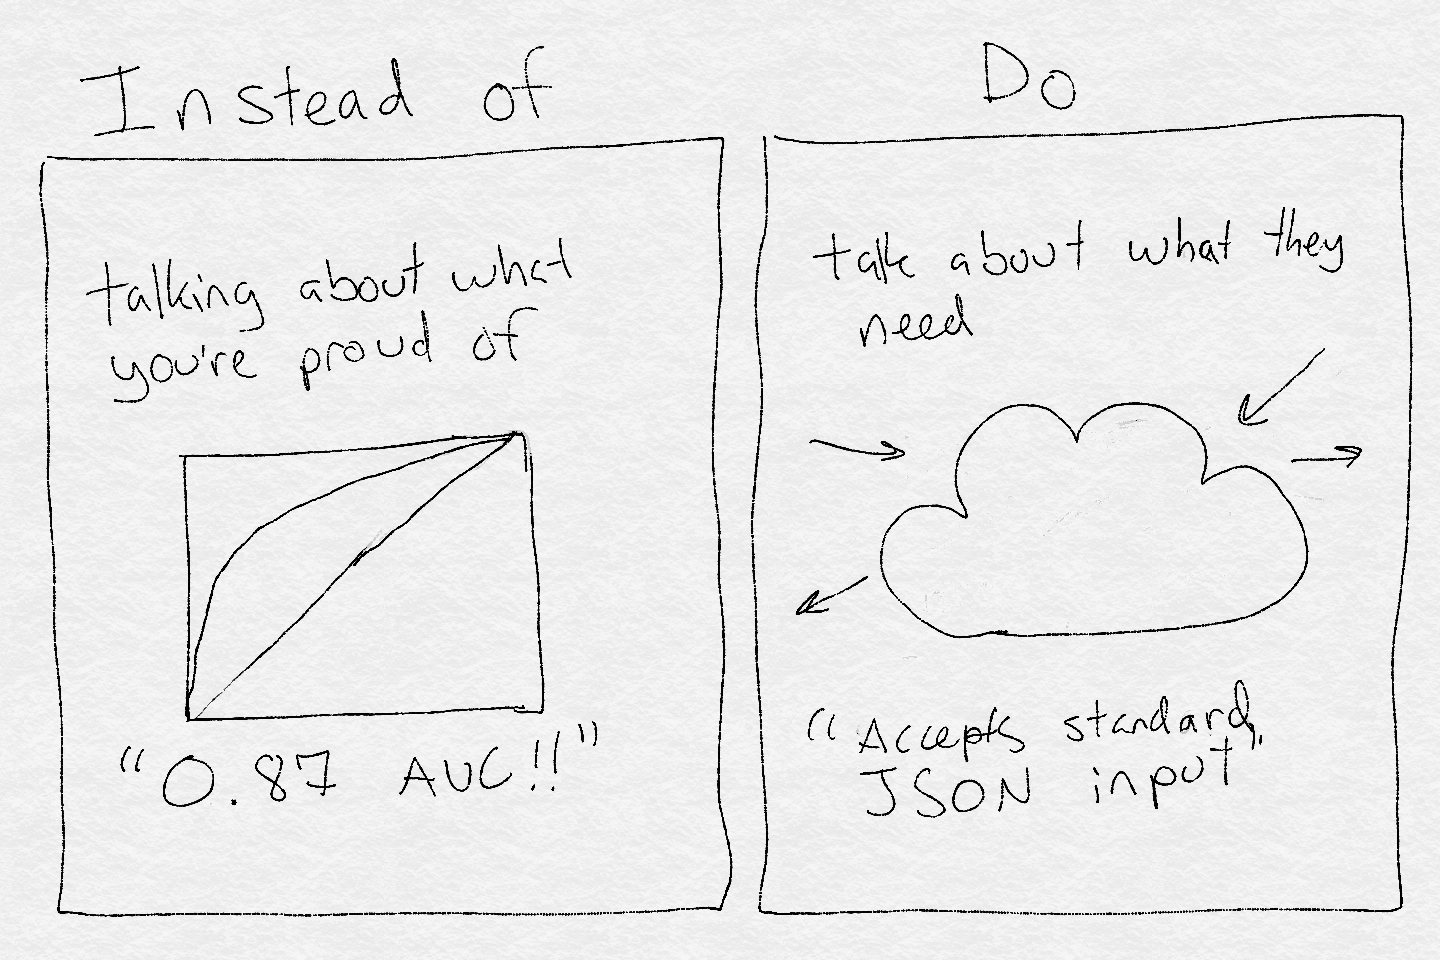 Instead of
talking about what
you're proud of
"0.87 AUC!!"
Do
talk about what they
need
"Accepts standard
JSON input"